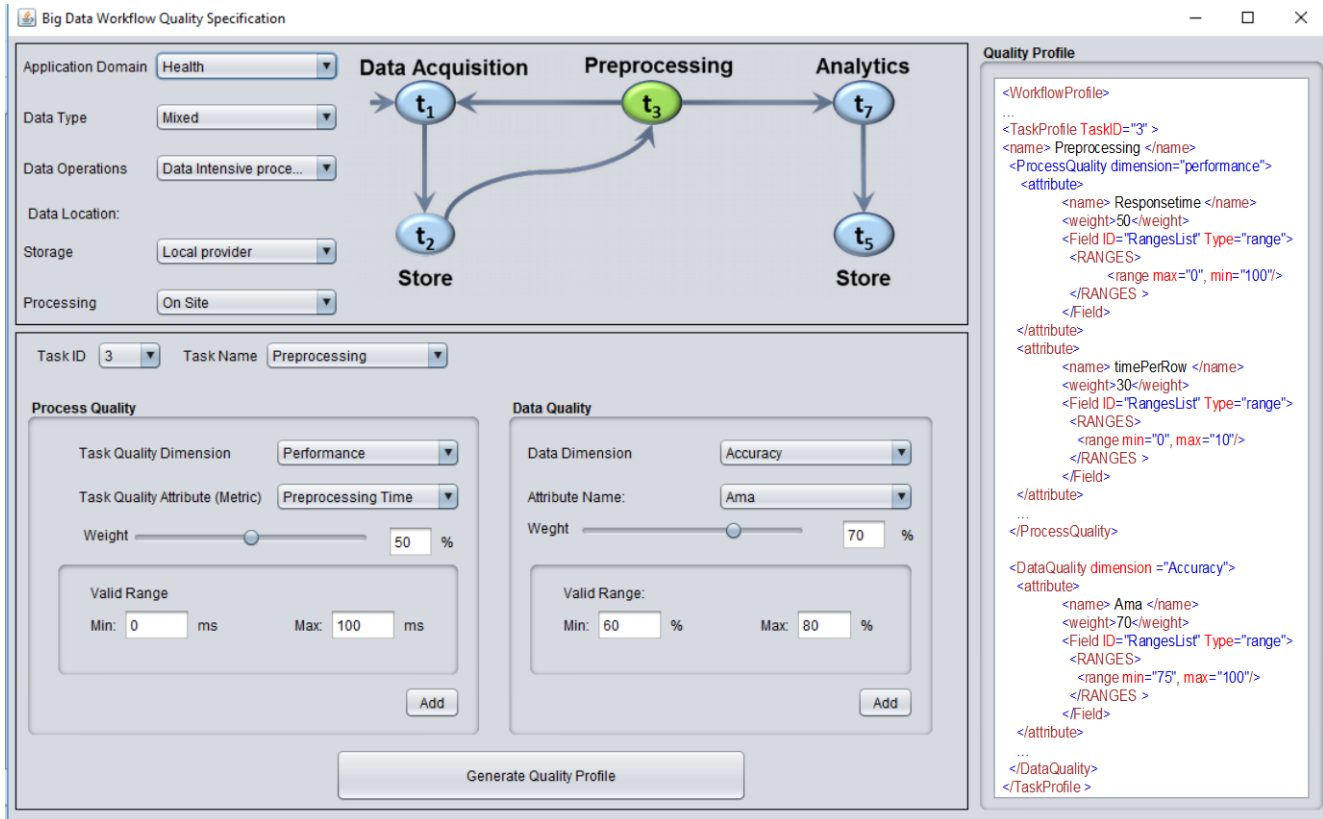 Big Data Workflow Quality Specification
Application Domain Health
Data Type Mixed
Data Operations Data Intensive proce...
Data Location:
Storage Local provider
Processing On Site
Data Acquisition Preprocessing Analytics
t1 t3 t7
t2 t5
Store Store
Task ID 3 Task Name Preprocessing
Process Quality
Task Quality Dimension Performance
Task Quality Attribute (Metric) Preprocessing Time
Weight 50 %
Valid Range
Min: 0 ms Max: 100 ms
Add
Data Quality
Data Dimension Accuracy
Attribute Name: Ama
Weght 70 %
Valid Range:
Min: 60 % Max: 80 %
Add
Generate Quality Profile
Quality Profile
<WorkflowProfile>
...
<TaskProfile TaskID="3" >
<name> Preprocessing </name>
<ProcessQuality dimension="performance">
<attribute>
<name> Responsetime </name>
<weight>50</weight>
<Field ID="RangesList" Type="range">
<RANGES>
<range max="0", min="100"/>
</RANGES >
</Field>
</attribute>
<attribute>
<name> timePerRow </name>
<weight>30</weight>
<Field ID="RangesList" Type="range">
<RANGES>
<range min="0", max="10"/>
</RANGES >
</Field>
</attribute>
...
</ProcessQuality>
<DataQuality dimension ="Accuracy">
<attribute>
<name> Ama </name>
<weight>70</weight>
<Field ID="RangesList" Type="range">
<RANGES>
<range min="75", max="100"/>
</RANGES >
</Field>
</attribute>
...
</DataQuality>
</TaskProfile >